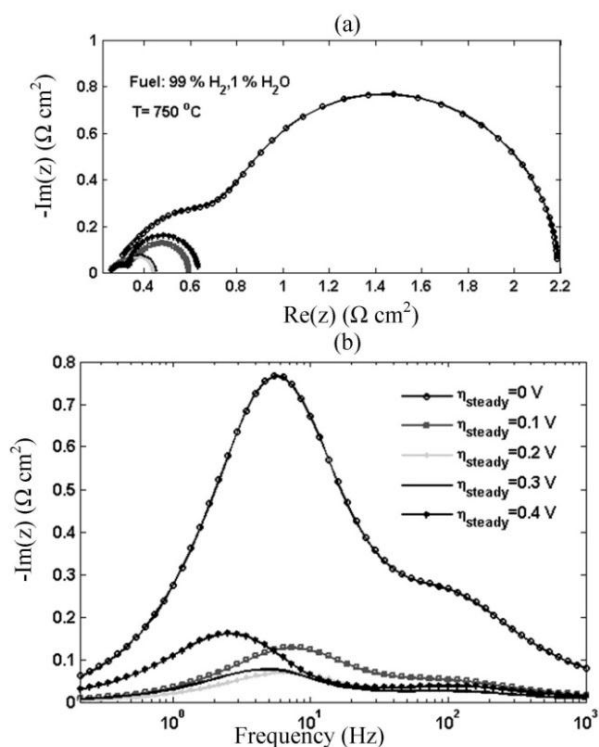 (a)
1
0.8
0.6
0.4
0.2
0
-Im(z) (Ω cm²)
Fuel: 99 % H₂,1 % H₂O
T= 750 °C
0.4 0.6 0.8 1 1.2 1.4 1.6 1.8 2 2.2
Re(z) (Ω cm²)
(b)
0.8
0.7
0.6
0.5
0.4
0.3
0.2
0.1
0
-Im(z) (Ω cm²)
η_steady=0 V
η_steady=0.1 V
η_steady=0.2 V
η_steady=0.3 V
η_steady=0.4 V
10⁰ 10¹ 10² 10³
Frequency (Hz)